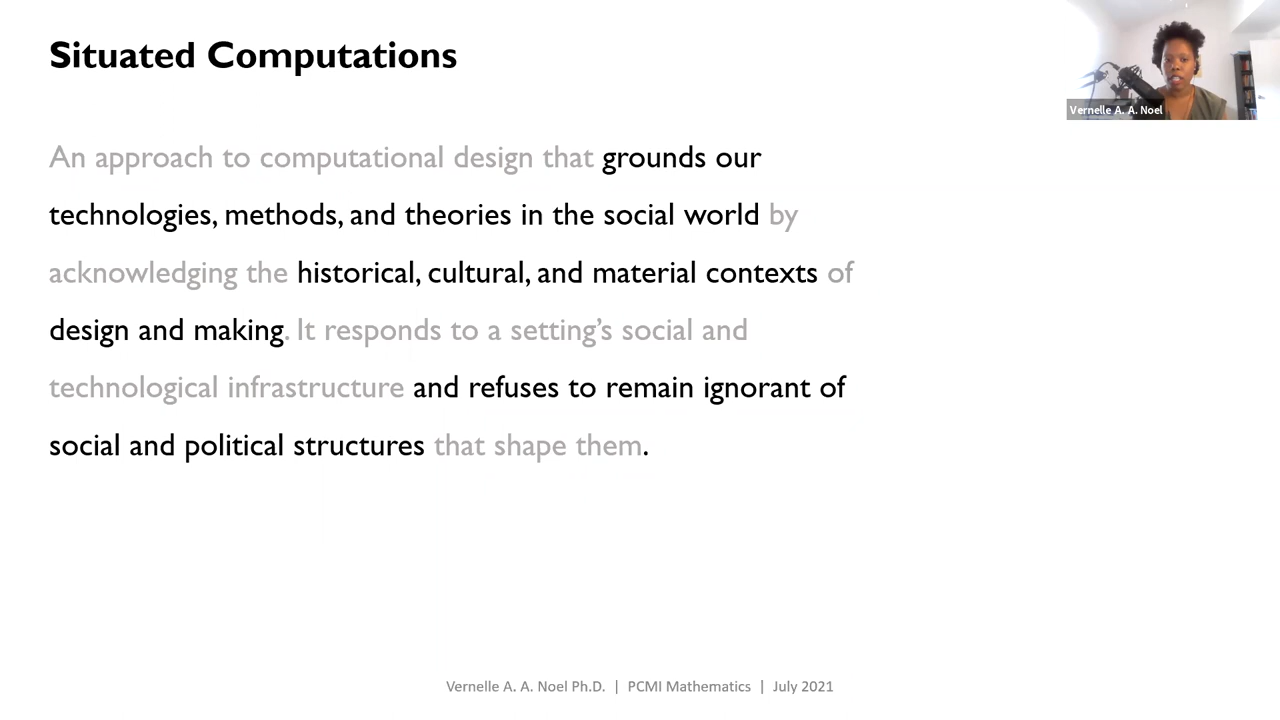 Situated Computations
Vernelle A. A. Noel
An approach to computational design that grounds our
technologies, methods, and theories in the social world by
acknowledging the historical, cultural, and material contexts of
design and making. It responds to a setting’s social and
technological infrastructure and refuses to remain ignorant of
social and political structures that shape them.
Vernelle A. A. Noel Ph.D. | PCMI Mathematics | July 2021